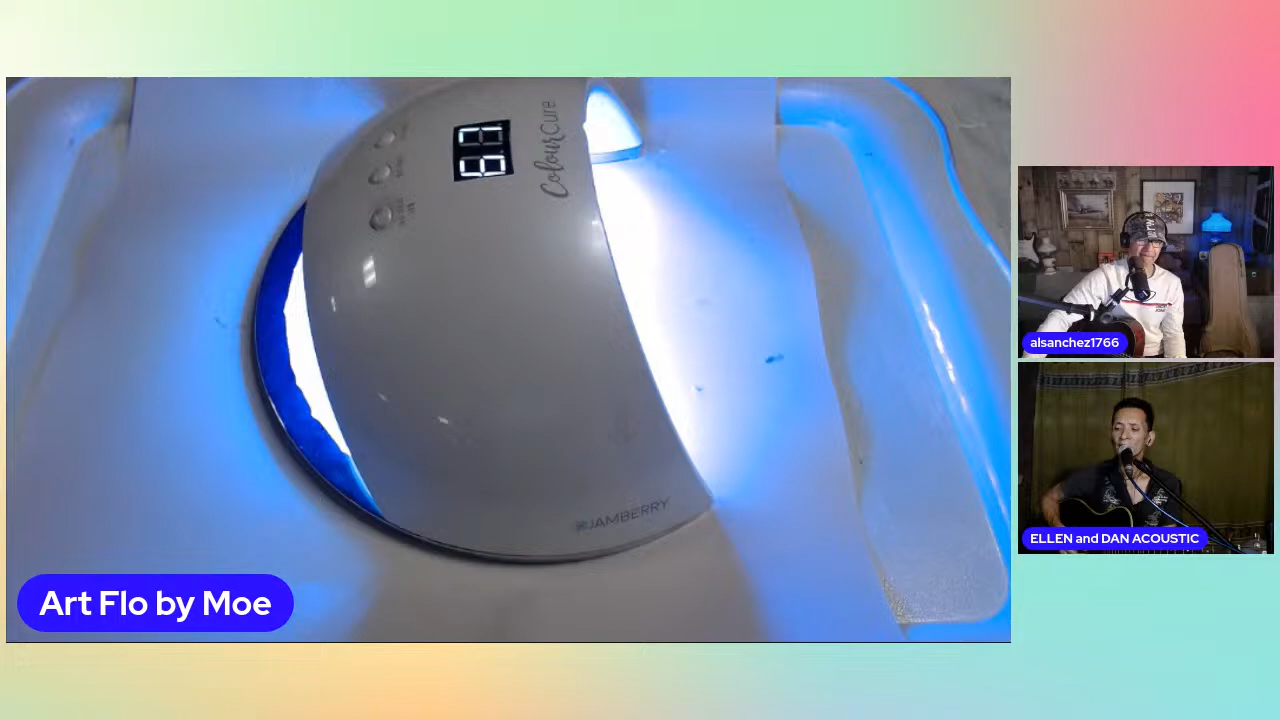 ColourCure
JAMBERRY
Art Flo by Moe
alsanchez1766
ELLEN and DAN ACOUSTIC